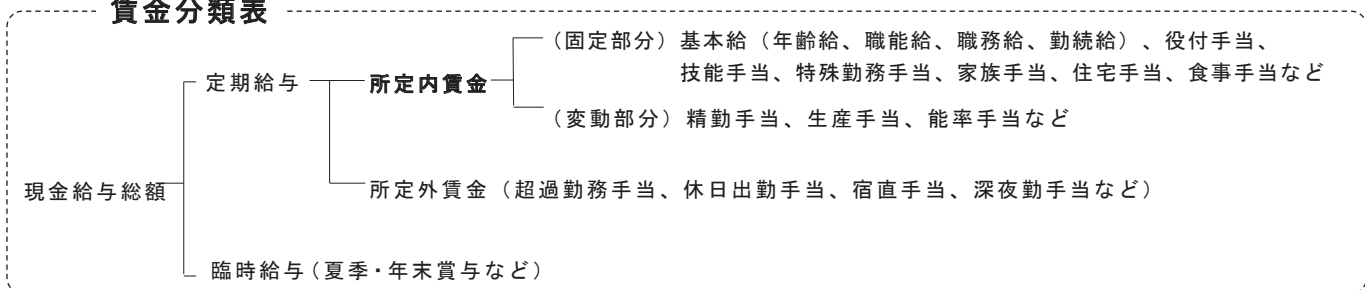 賃金分類表
(固定部分) 基本給(年齢給、職能給、職務給、勤続給)、役付手当、
技能手当、特殊勤務手当、家族手当、住宅手当、食事手当など
定期給与
所定内賃金
(変動部分) 精勤手当、生産手当、能率手当など
現金給与総額
所定外賃金(超過勤務手当、休日出勤手当、宿直手当、深夜勤手当など)
臨時給与(夏季・年末賞与など)